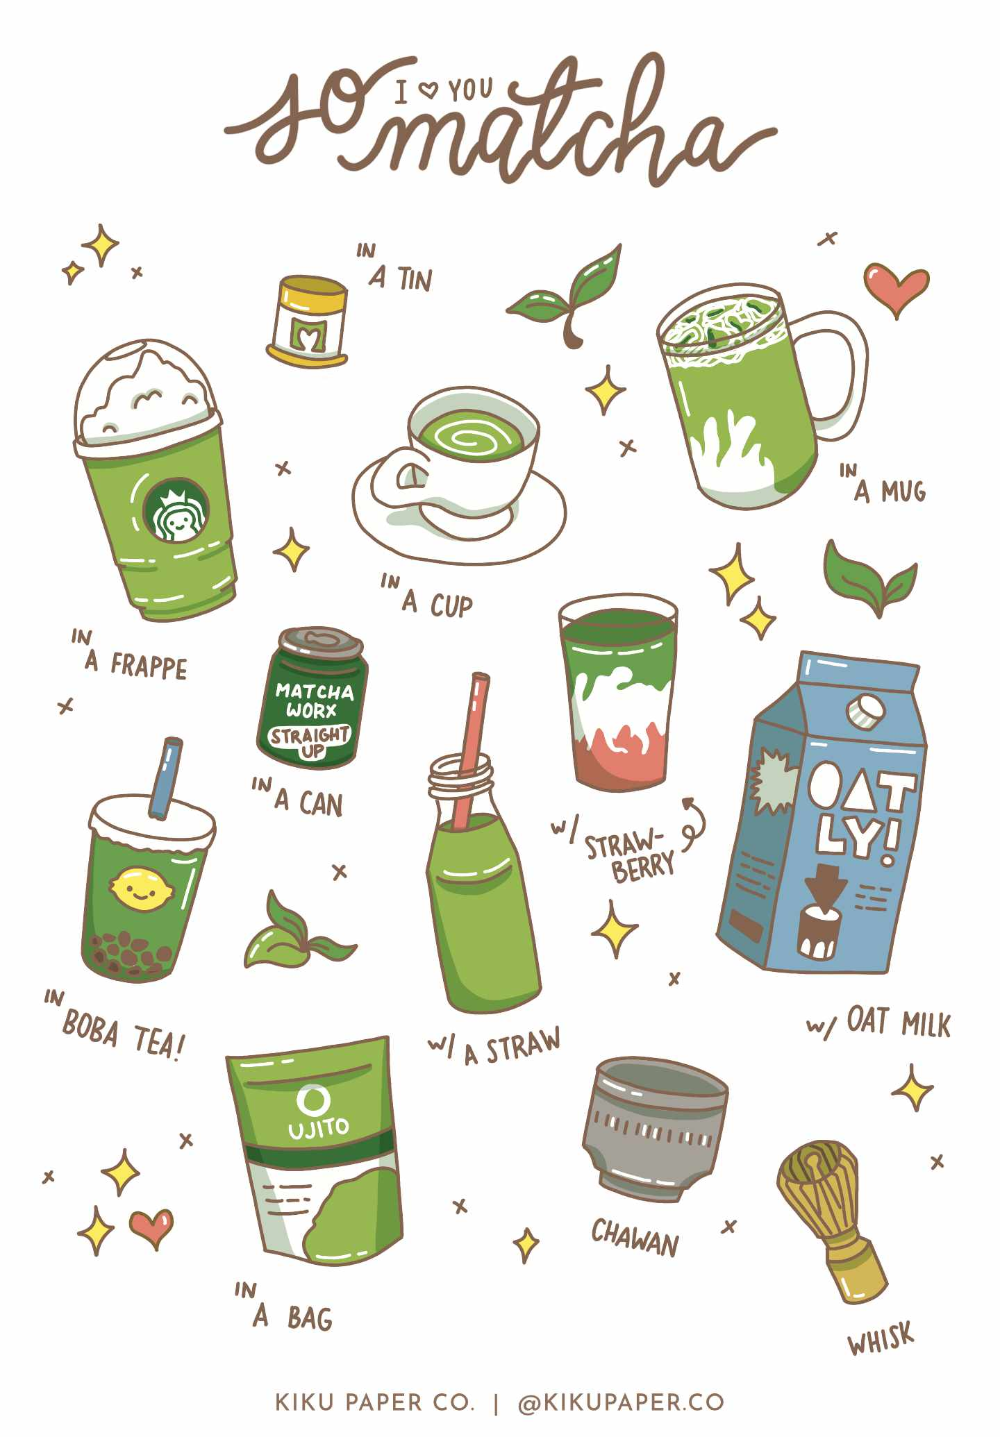 so I ♡ YOU matcha
IN
A TIN
IN
A MUG
IN
A CUP
IN
A FRAPPE
MATCHA
WORX
STRAIGHT
UP
IN
A CAN
w/ STRAW-
BERRY
OAT
LY!
IN
BOBA TEA!
w/ A STRAW
w/ OAT MILK
UJITO
IN
A BAG
CHAWAN
WHISK
KIKU PAPER CO. | @KIKUPAPER.CO